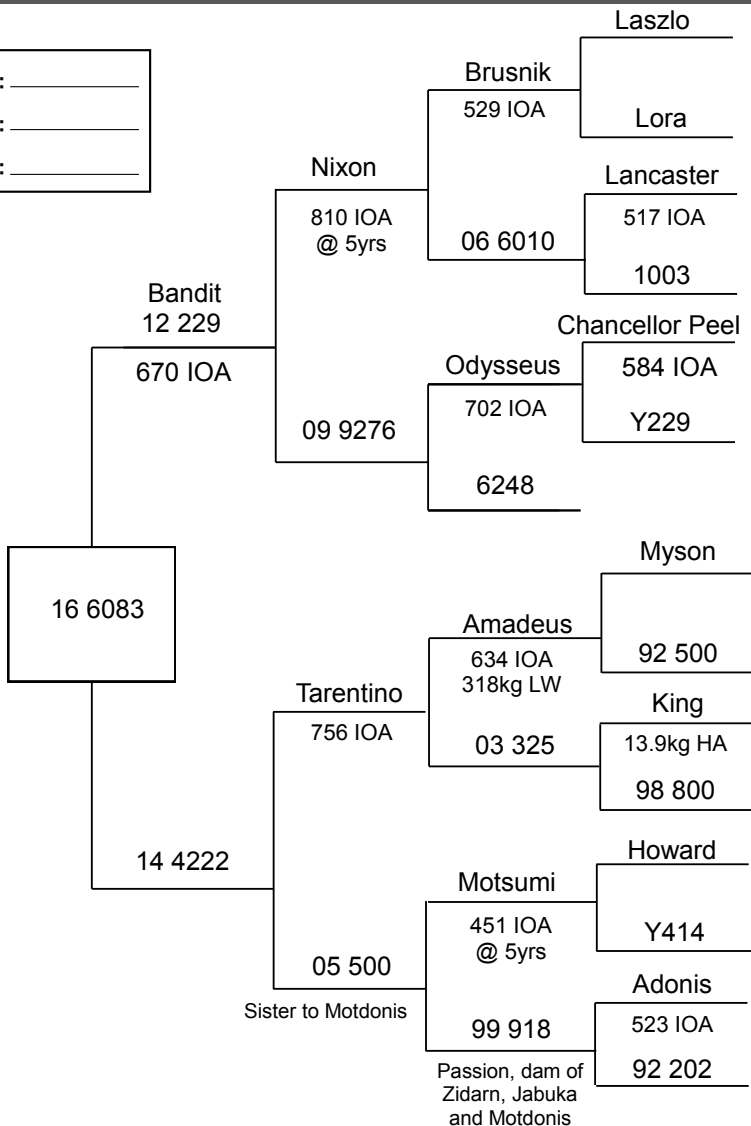 Laszlo
Brusnik
529 IOA
Lora
:
:
:
Nixon
810 IOA
@ 5yrs
Lancaster
517 IOA
06 6010
1003
Bandit
12 229
670 IOA
Chancellor Peel
Odysseus
584 IOA
702 IOA
Y229
09 9276
6248
16 6083
Myson
Amadeus
634 IOA
318kg LW
92 500
Tarentino
756 IOA
King
03 325
13.9kg HA
98 800
14 4222
Howard
Motsumi
451 IOA
@ 5yrs
Y414
05 500
Sister to Motdonis
Adonis
99 918
523 IOA
92 202
Passion, dam of
Zidarn, Jabuka
and Motdonis